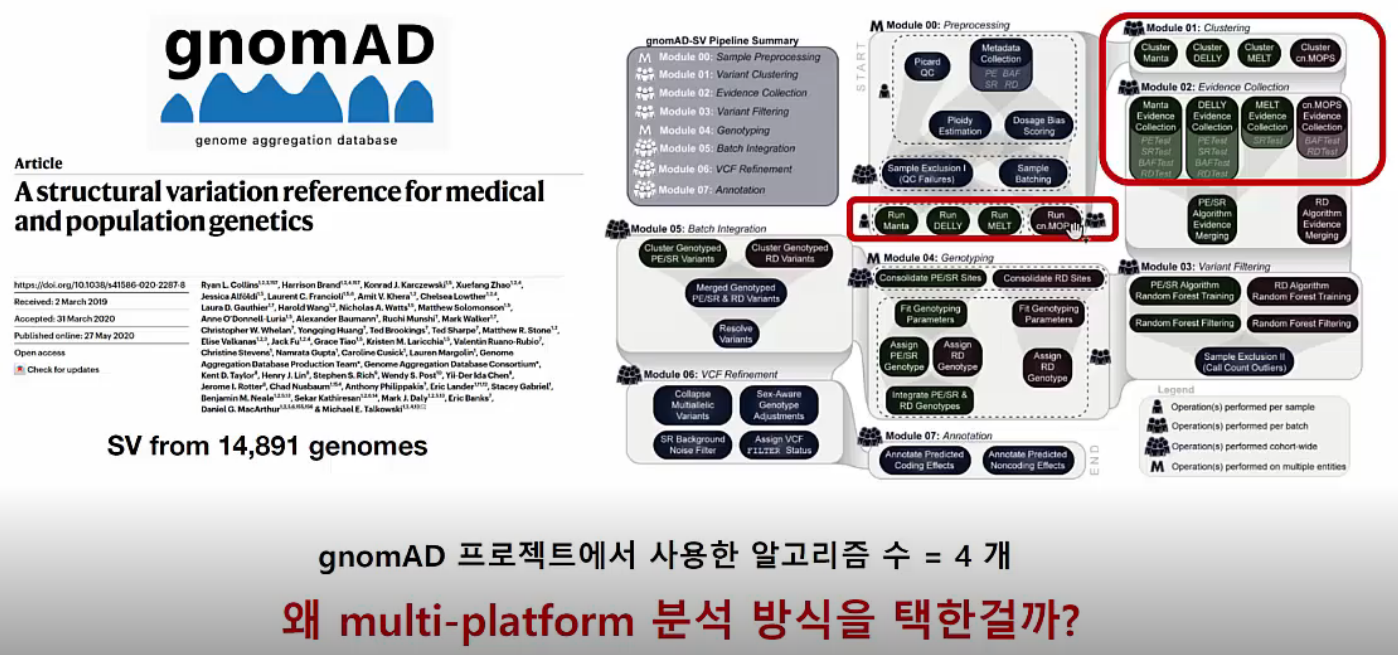 gnomAD
genome aggregation database
Article
A structural variation reference for medical
and population genetics
https://doi.org/10.1038/s41586-020-2287-8
Received: 2 March 2019
Accepted: 31 March 2020
Published online: 27 May 2020
Open access
Check for updates
Ryan L. Collins, Harrison Brand, Konrad J. Karczewski, Xuefang Zhao,
Jessica Alföldi, Laurent C. Francioli, Amit V. Khera, Chelsea Lowther,
Laura D. Gauthier, Harold Wang, Nicholas A. Watts, Matthew Solomonson,
Anne O'Donnell-Luria, Alexander Baumann, Ruchi Munshi, Mark Walker,
Christopher W. Whelan, Yongqing Huang, Ted Brookings, Ted Sharpe, Matthew R. Stone,
Elise Valkanas, Jack Fu, Grace Tiao, Kristen M. Laricchia, Valentin Ruano-Rubio,
Christine Stevens, Namrata Gupta, Caroline Cusick, Lauren Margolin, Genome
Aggregation Database Production Team*, Genome Aggregation Database Consortium*,
Kent D. Taylor, Henry J. Lin, Stephen S. Rich, Wendy S. Post, Yii-Der Ida Chen,
Jerome I. Rotter, Chad Nusbaum, Anthony Philippakis, Eric Lander, Stacey Gabriel,
Benjamin M. Neale, Sekar Kathiresan, Mark J. Daly, Eric Banks,
Daniel G. MacArthur & Michael E. Talkowski
SV from 14,891 genomes
gnomAD-SV Pipeline Summary
M Module 00: Sample Preprocessing
Module 01: Variant Clustering
Module 02: Evidence Collection
Module 03: Variant Filtering
M Module 04: Genotyping
Module 05: Batch Integration
Module 06: VCF Refinement
Module 07: Annotation
M Module 00: Preprocessing
START
Picard
QC
Metadata
Collection
PE BAF
SR RD
Ploidy
Estimation
Dosage Bias
Scoring
Sample Exclusion I
(QC Failures)
Sample
Batching
Run
Manta
Run
DELLY
Run
MELT
Run
cn.MOPS
Module 01: Clustering
Cluster
Manta
Cluster
DELLY
Cluster
MELT
Cluster
cn.MOPS
Module 02: Evidence Collection
Manta
Evidence
Collection
PETest
SRTest
BAFTest
RDTest
DELLY
Evidence
Collection
PETest
SRTest
BAFTest
RDTest
MELT
Evidence
Collection
SRTest
cn.MOPS
Evidence
Collection
BAFTest
RDTest
PE/SR
Algorithm
Evidence
Merging
RD
Algorithm
Evidence
Merging
Module 03: Variant Filtering
PE/SR Algorithm
Random Forest Training
RD Algorithm
Random Forest Training
Random Forest Filtering
Random Forest Filtering
Sample Exclusion II
(Call Count Outliers)
M Module 04: Genotyping
Consolidate PE/SR Sites
Consolidate RD Sites
Fit Genotyping
Parameters
Fit Genotyping
Parameters
Assign
PE/SR
Genotype
Assign
RD
Genotype
Assign
RD
Genotype
Integrate PE/SR &
RD Genotypes
Module 05: Batch Integration
Cluster Genotyped
PE/SR Variants
Cluster Genotyped
RD Variants
Merged Genotyped
PE/SR & RD Variants
Resolve
Variants
Module 06: VCF Refinement
Collapse
Multiallelic
Variants
Sex-Aware
Genotype
Adjustments
SR Background
Noise Filter
Assign VCF
FILTER Status
Module 07: Annotation
Annotate Predicted
Coding Effects
Annotate Predicted
Noncoding Effects
END
Legend
Operation(s) performed per sample
Operation(s) performed per batch
Operation(s) performed cohort-wide
M Operation(s) performed on multiple entities
gnomAD 프로젝트에서 사용한 알고리즘 수 = 4 개
왜 multi-platform 분석 방식을 택한걸까?